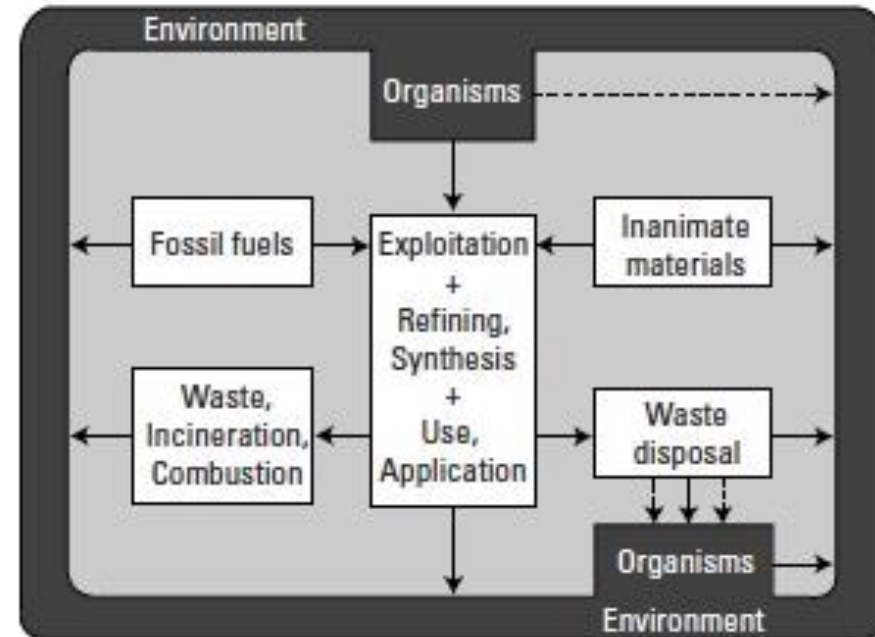 Environment
Organisms
Fossil fuels
Exploitation
+
Refining,
Synthesis
+
Use,
Application
Inanimate
materials
Waste,
Incineration,
Combustion
Waste
disposal
Organisms
Environment